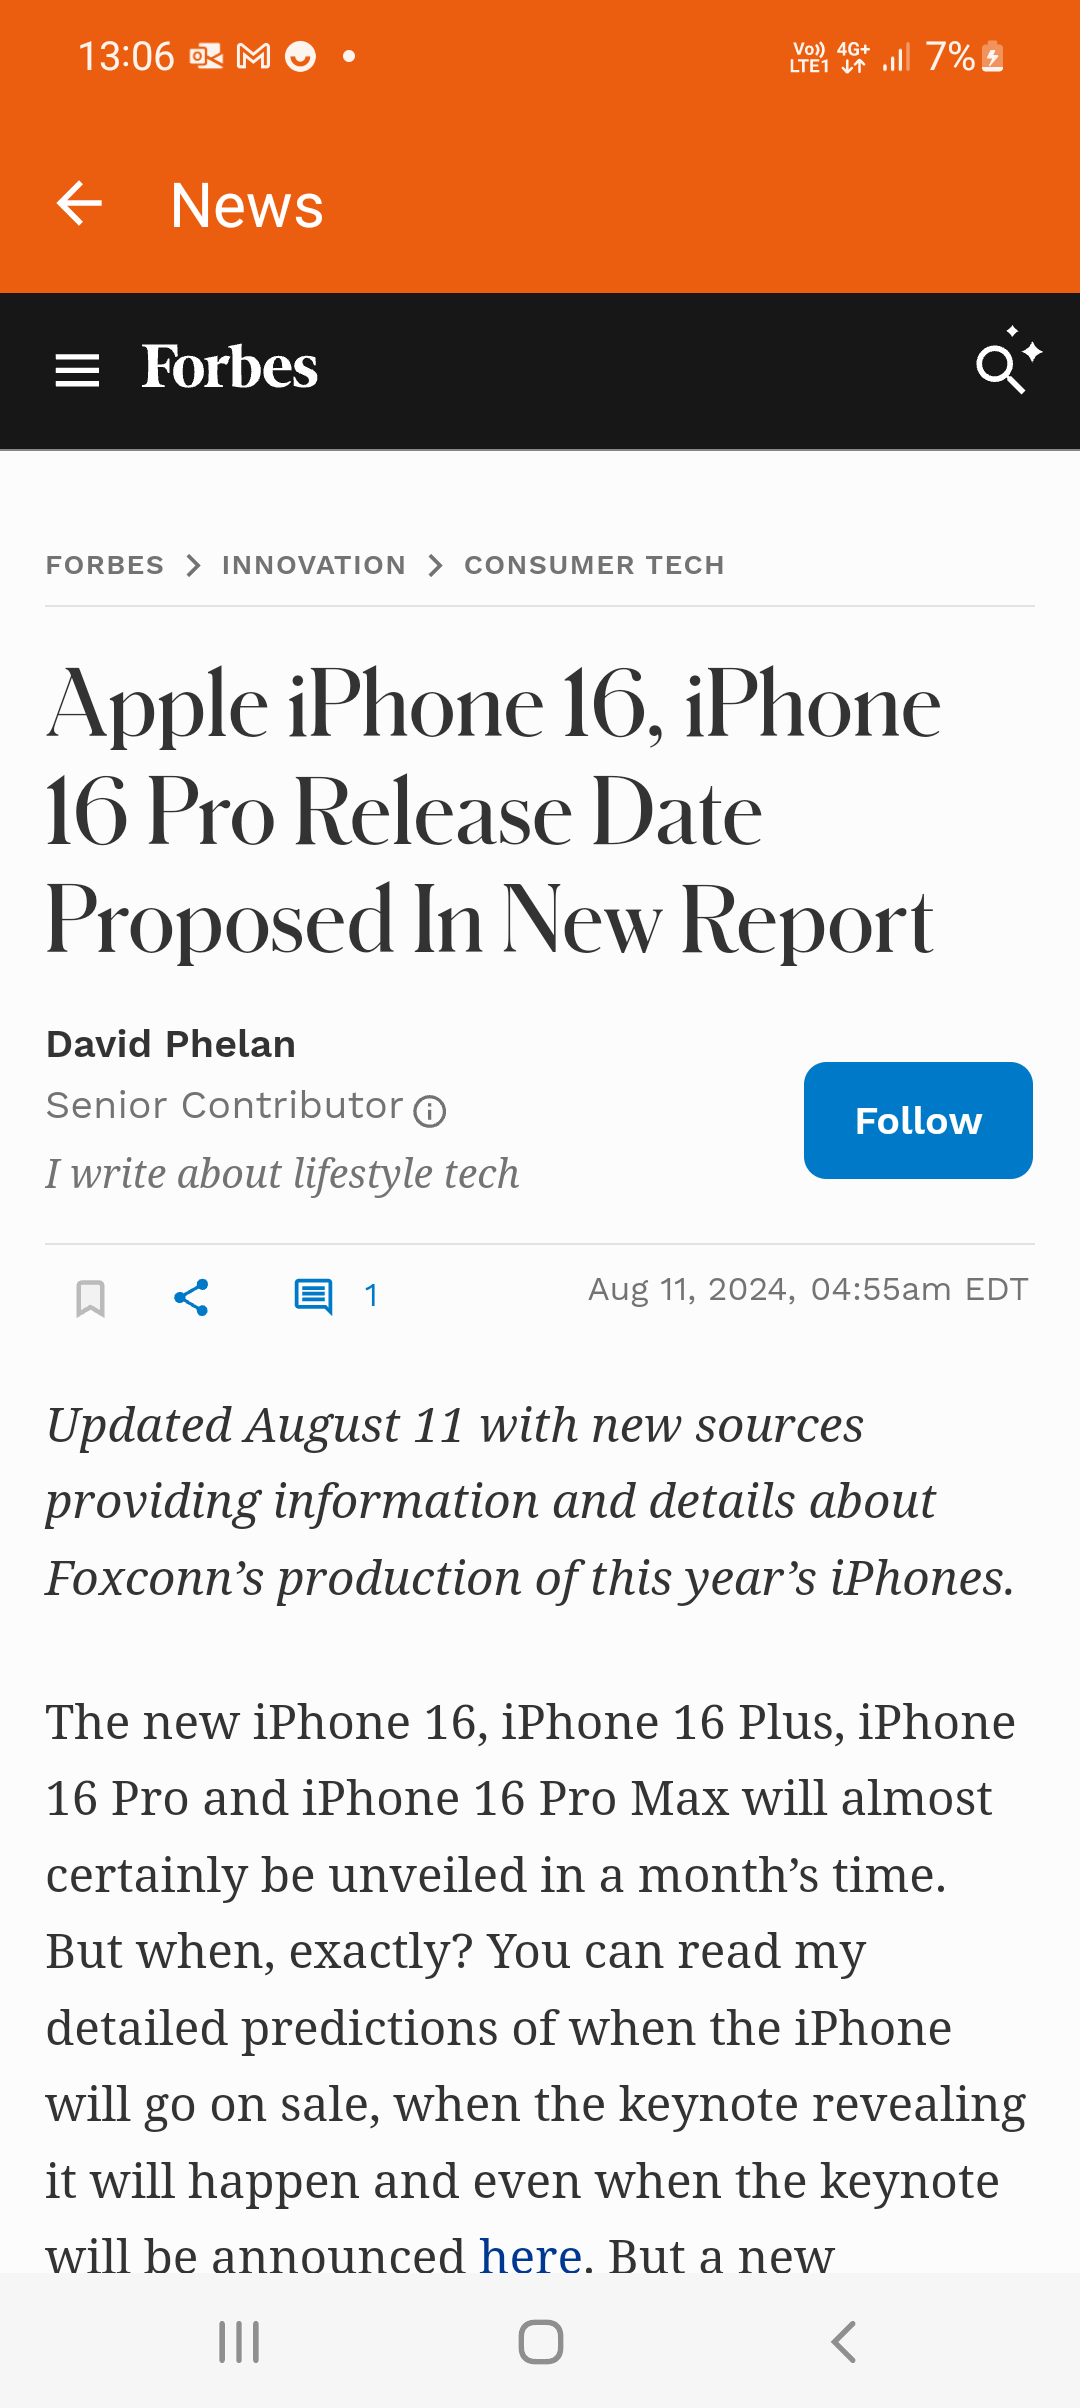 13:06
Vo)) 4G+
LTE1
7%
News
Forbes
FORBES > INNOVATION > CONSUMER TECH
Apple iPhone 16, iPhone
16 Pro Release Date
Proposed In New Report
David Phelan
Senior Contributor
Follow
I write about lifestyle tech
1
Aug 11, 2024, 04:55am EDT
Updated August 11 with new sources
providing information and details about
Foxconn’s production of this year’s iPhones.
The new iPhone 16, iPhone 16 Plus, iPhone
16 Pro and iPhone 16 Pro Max will almost
certainly be unveiled in a month’s time.
But when, exactly? You can read my
detailed predictions of when the iPhone
will go on sale, when the keynote revealing
it will happen and even when the keynote
will be announced here. But a new